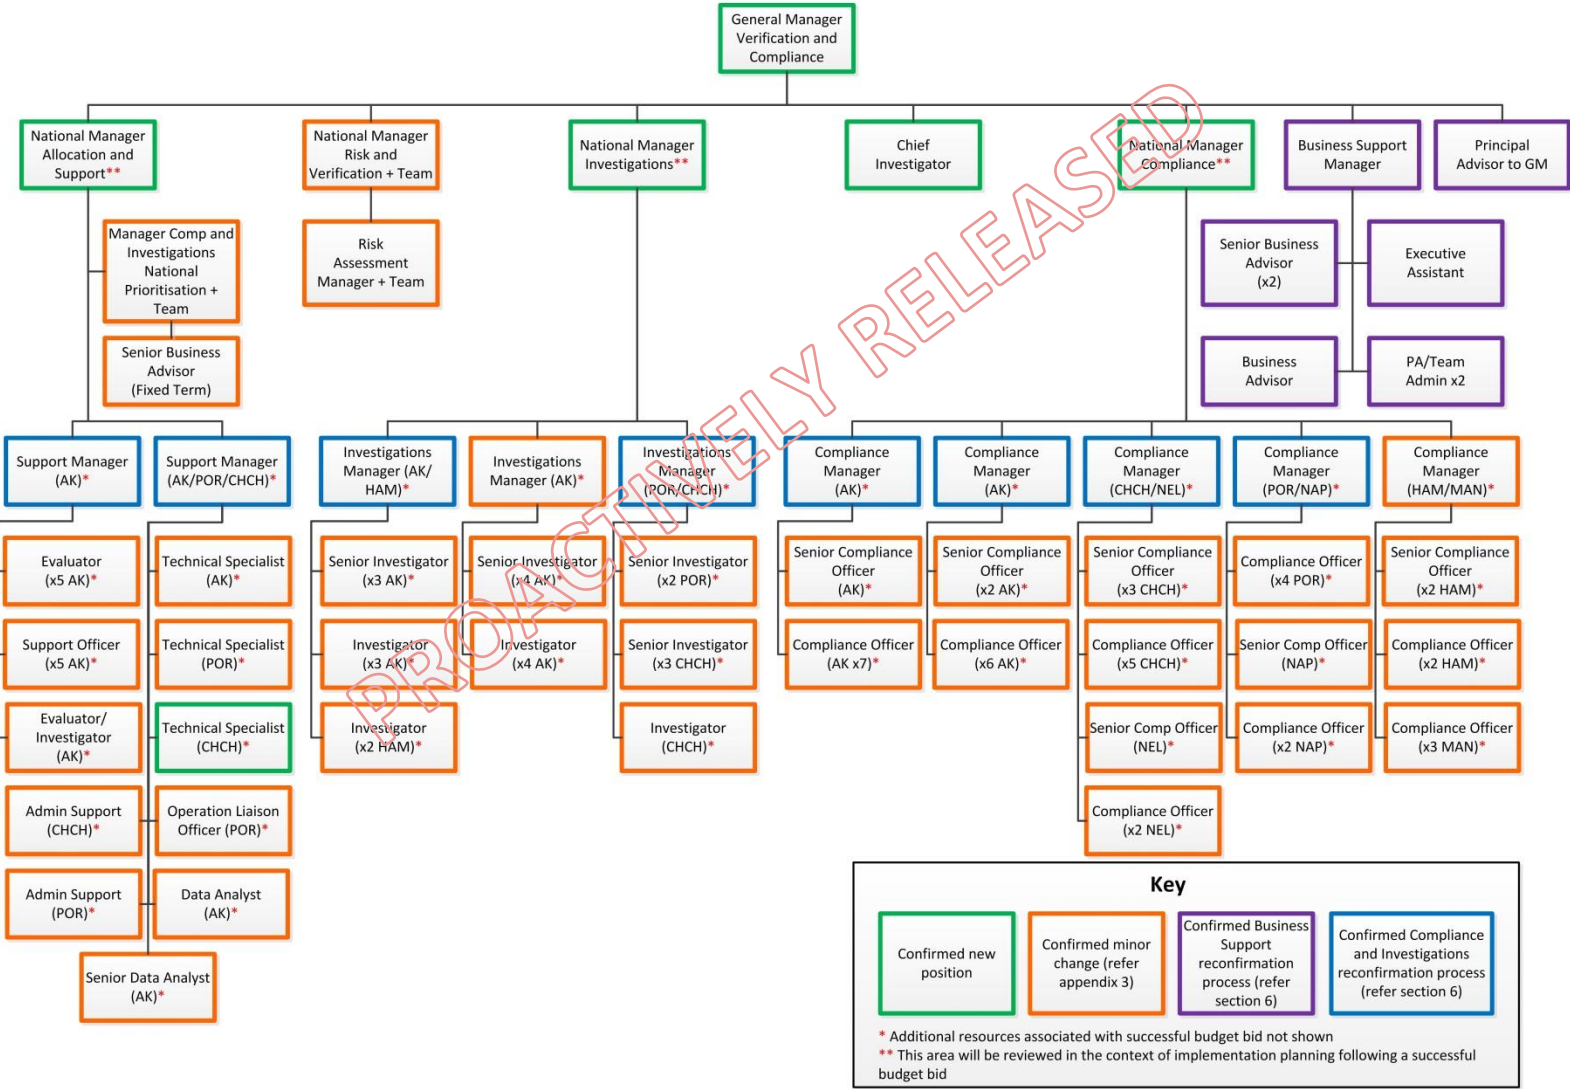 General Manager
Verification and
Compliance
National Manager
Allocation and
Support**
National Manager
Risk and
Verification + Team
National Manager
Investigations**
Chief
Investigator
National Manager
Compliance**
Business Support
Manager
Principal
Advisor to GM
Manager Comp and
Investigations
National
Prioritisation +
Team
Risk
Assessment
Manager + Team
Senior Business
Advisor
(x2)
Executive
Assistant
Senior Business
Advisor
(Fixed Term)
Business
Advisor
PA/Team
Admin x2
Support Manager
(AK)*
Support Manager
(AK/POR/CHCH)*
Investigations
Manager (AK/
HAM)*
Investigations
Manager (AK)*
Investigations
Manager
(POR/CHCH)*
Compliance
Manager
(AK)*
Compliance
Manager
(AK)*
Compliance
Manager
(CHCH/NEL)*
Compliance
Manager
(POR/NAP)*
Compliance
Manager
(HAM/MAN)*
Evaluator
(x5 AK)*
Technical Specialist
(AK)*
Senior Investigator
(x3 AK)*
Senior Investigator
(x4 AK)*
Senior Investigator
(x2 POR)*
Senior Compliance
Officer
(AK)*
Senior Compliance
Officer
(x2 AK)*
Senior Compliance
Officer
(x3 CHCH)*
Compliance Officer
(x4 POR)*
Senior Compliance
Officer
(x2 HAM)*
Support Officer
(x5 AK)*
Technical Specialist
(POR)*
Investigator
(x3 AK)*
Investigator
(x4 AK)*
Senior Investigator
(x3 CHCH)*
Compliance Officer
(AK x7)*
Compliance Officer
(x6 AK)*
Compliance Officer
(x5 CHCH)*
Senior Comp Officer
(NAP)*
Compliance Officer
(x2 HAM)*
Evaluator/
Investigator
(AK)*
Technical Specialist
(CHCH)*
Investigator
(x2 HAM)*
Investigator
(CHCH)*
Senior Comp Officer
(NEL)*
Compliance Officer
(x2 NAP)*
Compliance Officer
(x3 MAN)*
Admin Support
(CHCH)*
Operation Liaison
Officer (POR)*
Compliance Officer
(x2 NEL)*
Admin Support
(POR)*
Data Analyst
(AK)*
Senior Data Analyst
(AK)*
PROACTIVELY RELEASED
Key
Confirmed new
position
Confirmed minor
change (refer
appendix 3)
Confirmed Business
Support
reconfirmation
process (refer
section 6)
Confirmed Compliance
and Investigations
reconfirmation process
(refer section 6)
* Additional resources associated with successful budget bid not shown
** This area will be reviewed in the context of implementation planning following a successful
budget bid